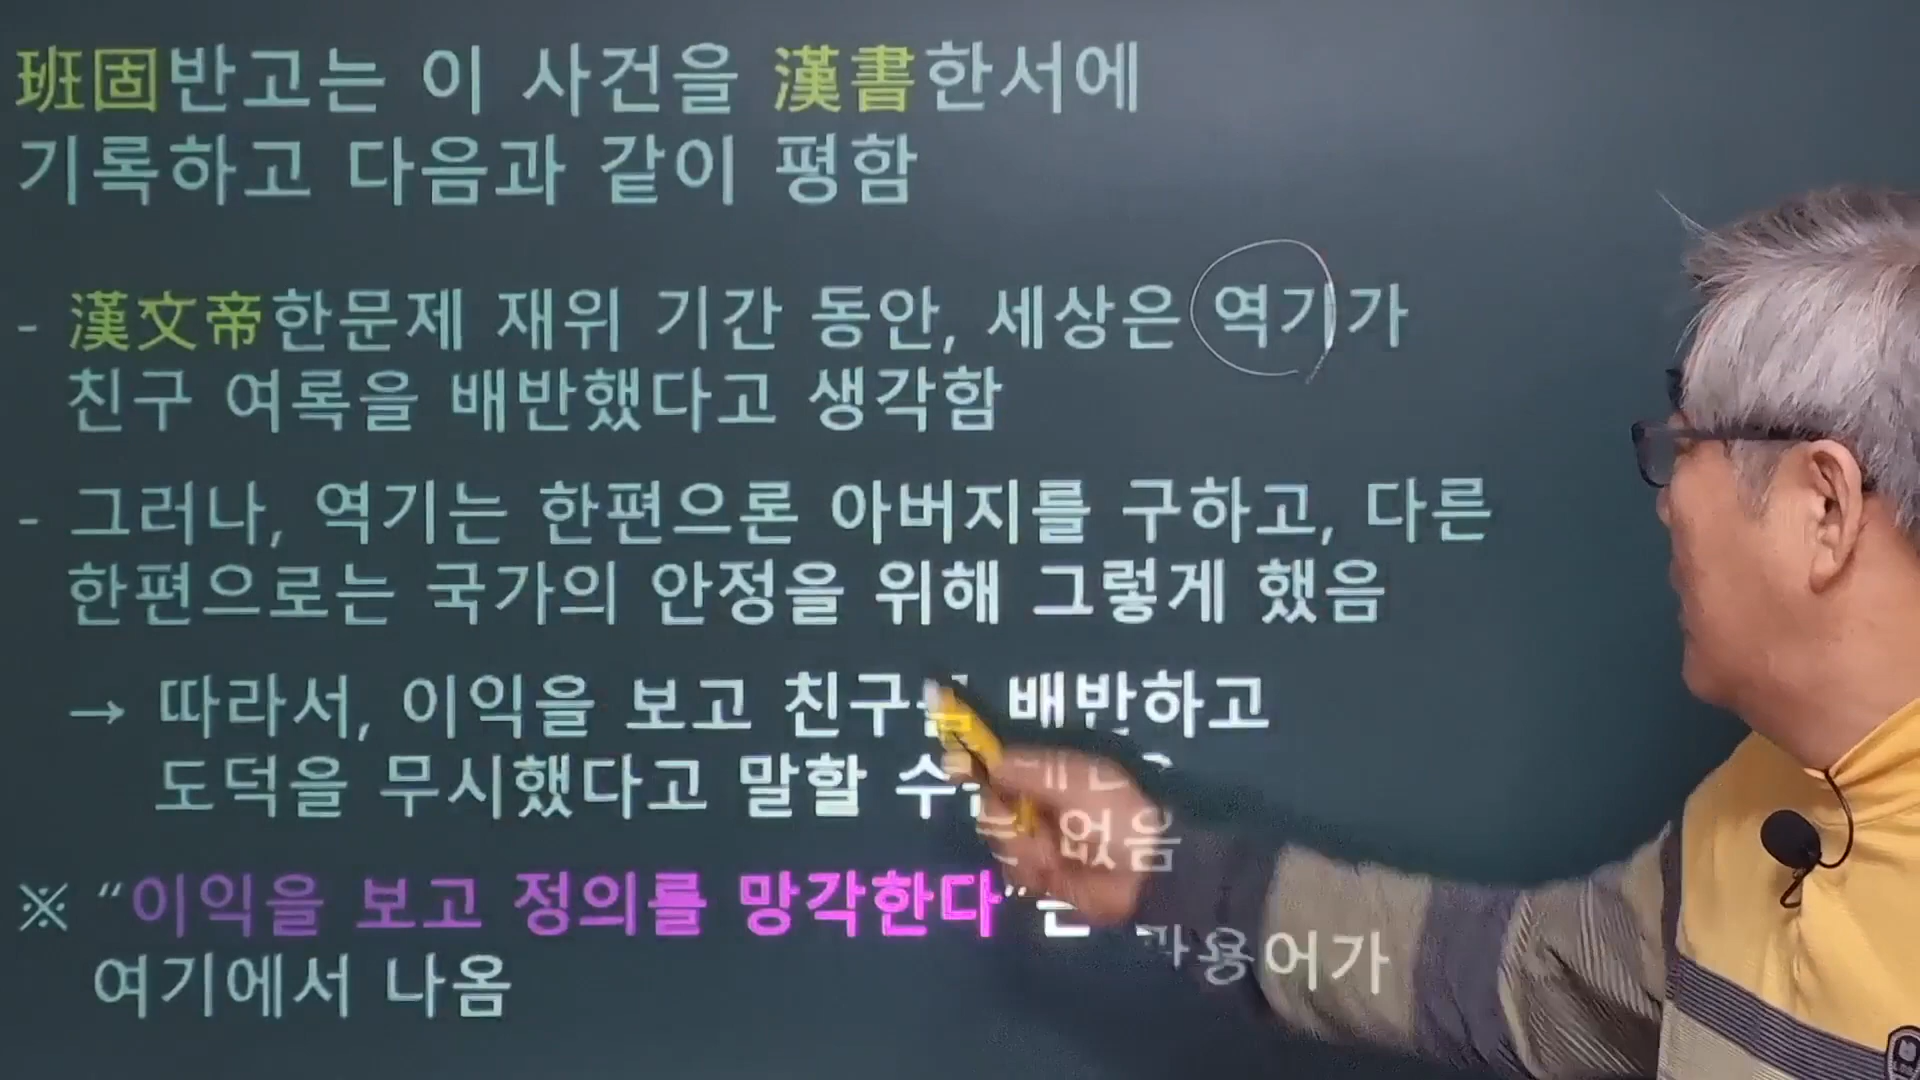 班固반고는 이 사건을 漢書한서에
기록하고 다음과 같이 평함
- 漢文帝한문제 재위 기간 동안, 세상은 역기가
친구 여록을 배반했다고 생각함
- 그러나, 역기는 한편으론 아버지를 구하고, 다른
한편으로는 국가의 안정을 위해 그렇게 했음
→ 따라서, 이익을 보고 친구를 배반하고
도덕을 무시했다고 말할 수는 없음
※ “이익을 보고 정의를 망각한다”는 용어가
여기에서 나옴